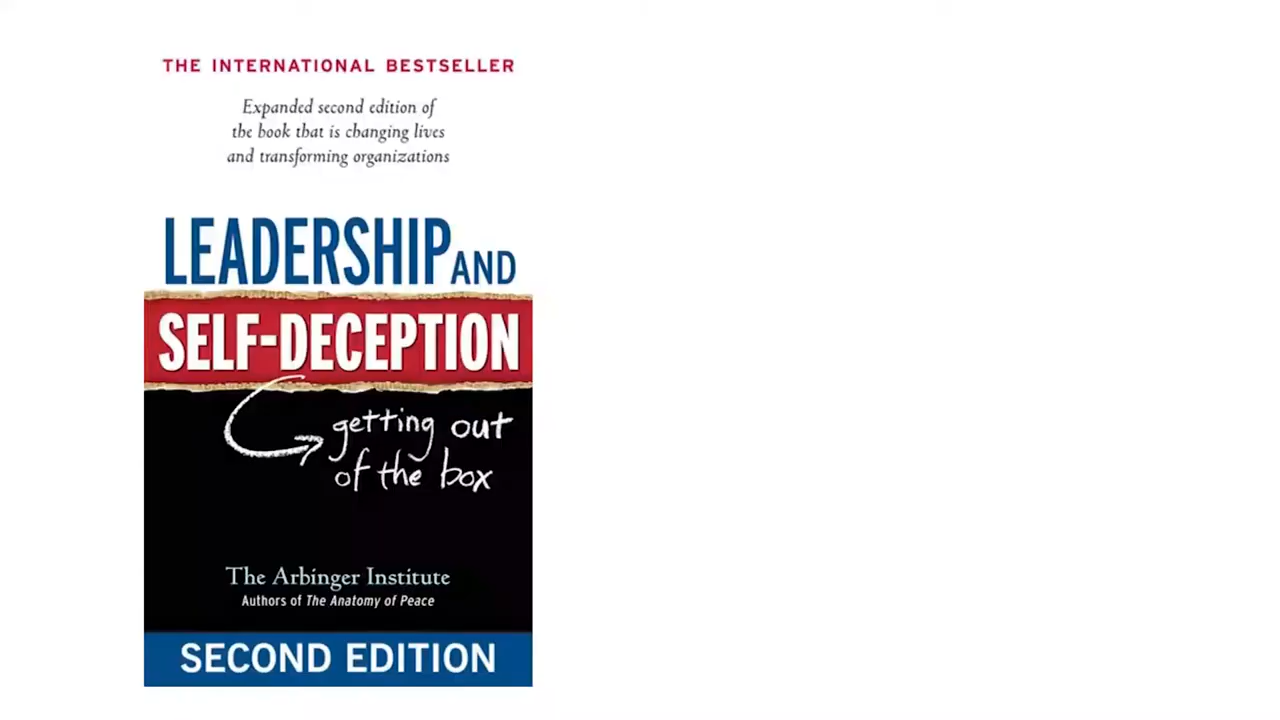 THE INTERNATIONAL BESTSELLER
Expanded second edition of
the book that is changing lives
and transforming organizations
LEADERSHIP AND
SELF-DECEPTION
getting out
of the box
The Arbinger Institute
Authors of The Anatomy of Peace
SECOND EDITION